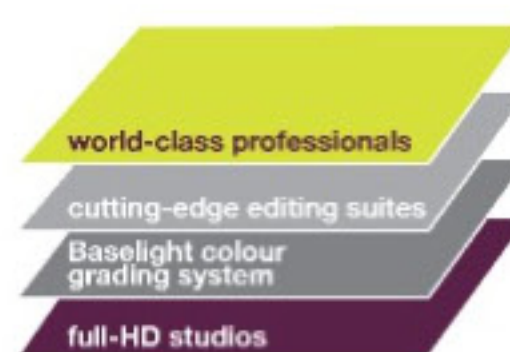 world-class professionals
cutting-edge editing suites
Baselight colour
grading system
full-HD studios